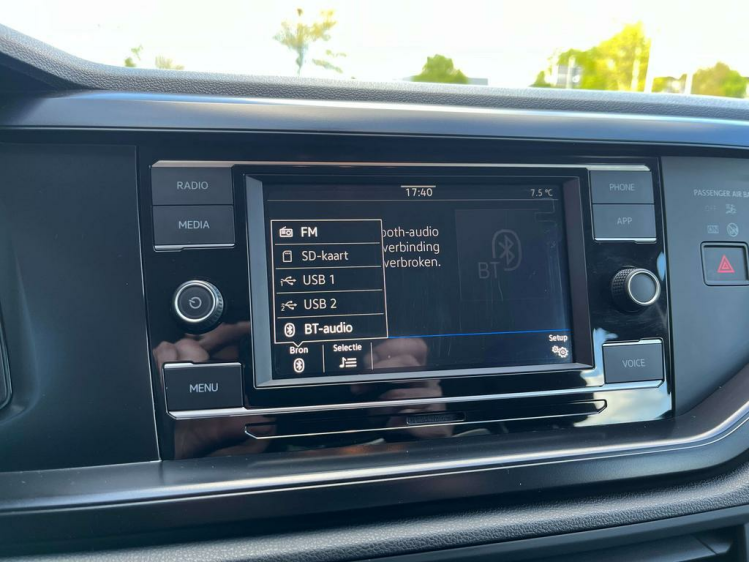 RADIO
MEDIA
MENU
17:40
7.5 °C
FM
SD-kaart
USB 1
USB 2
BT-audio
ooth-audio
verbinding
verbroken.
BT
Bron
Selectie
Setup
PHONE
APP
VOICE
PASSENGER AIR BA